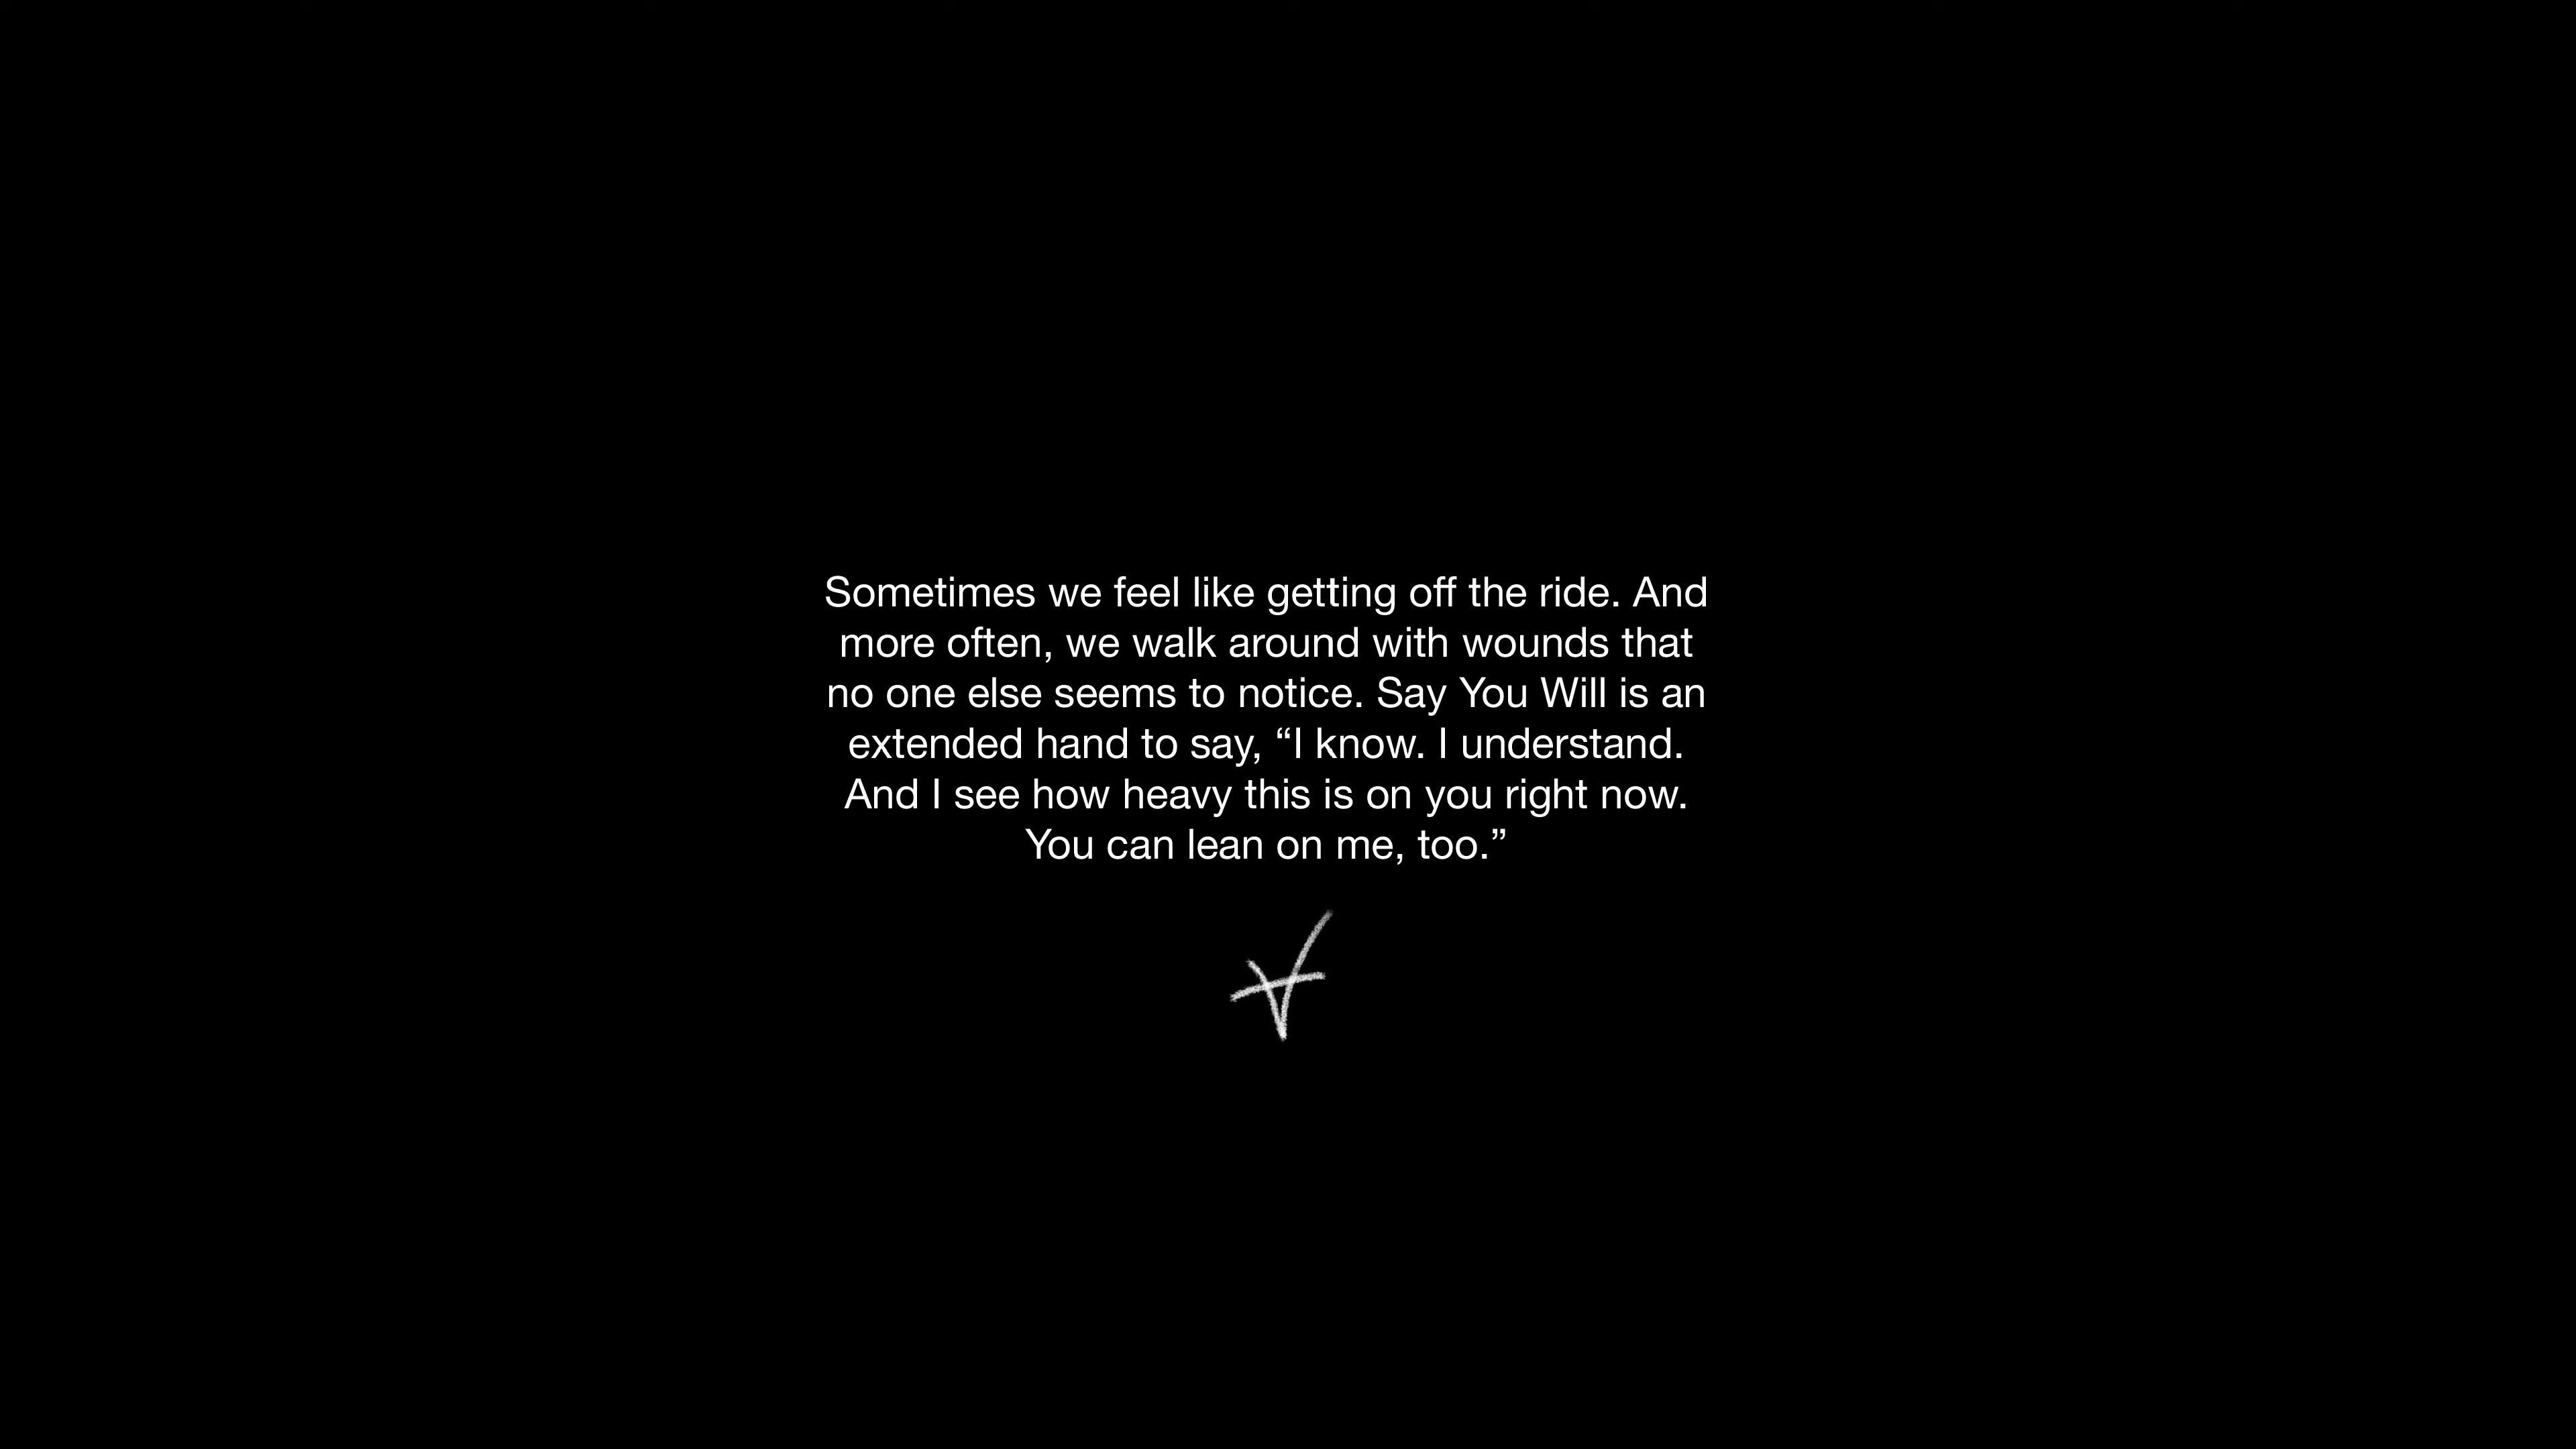 Sometimes we feel like getting off the ride. And
more often, we walk around with wounds that
no one else seems to notice. Say You Will is an
extended hand to say, “I know. I understand.
And I see how heavy this is on you right now.
You can lean on me, too.”